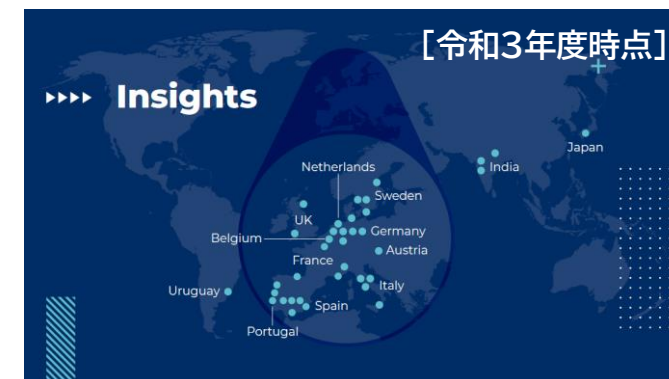 [令和3年度時点]
Insights
Japan
Netherlands
India
Sweden
UK
Belgium
Germany
Austria
France
Uruguay
Italy
Spain
Portugal